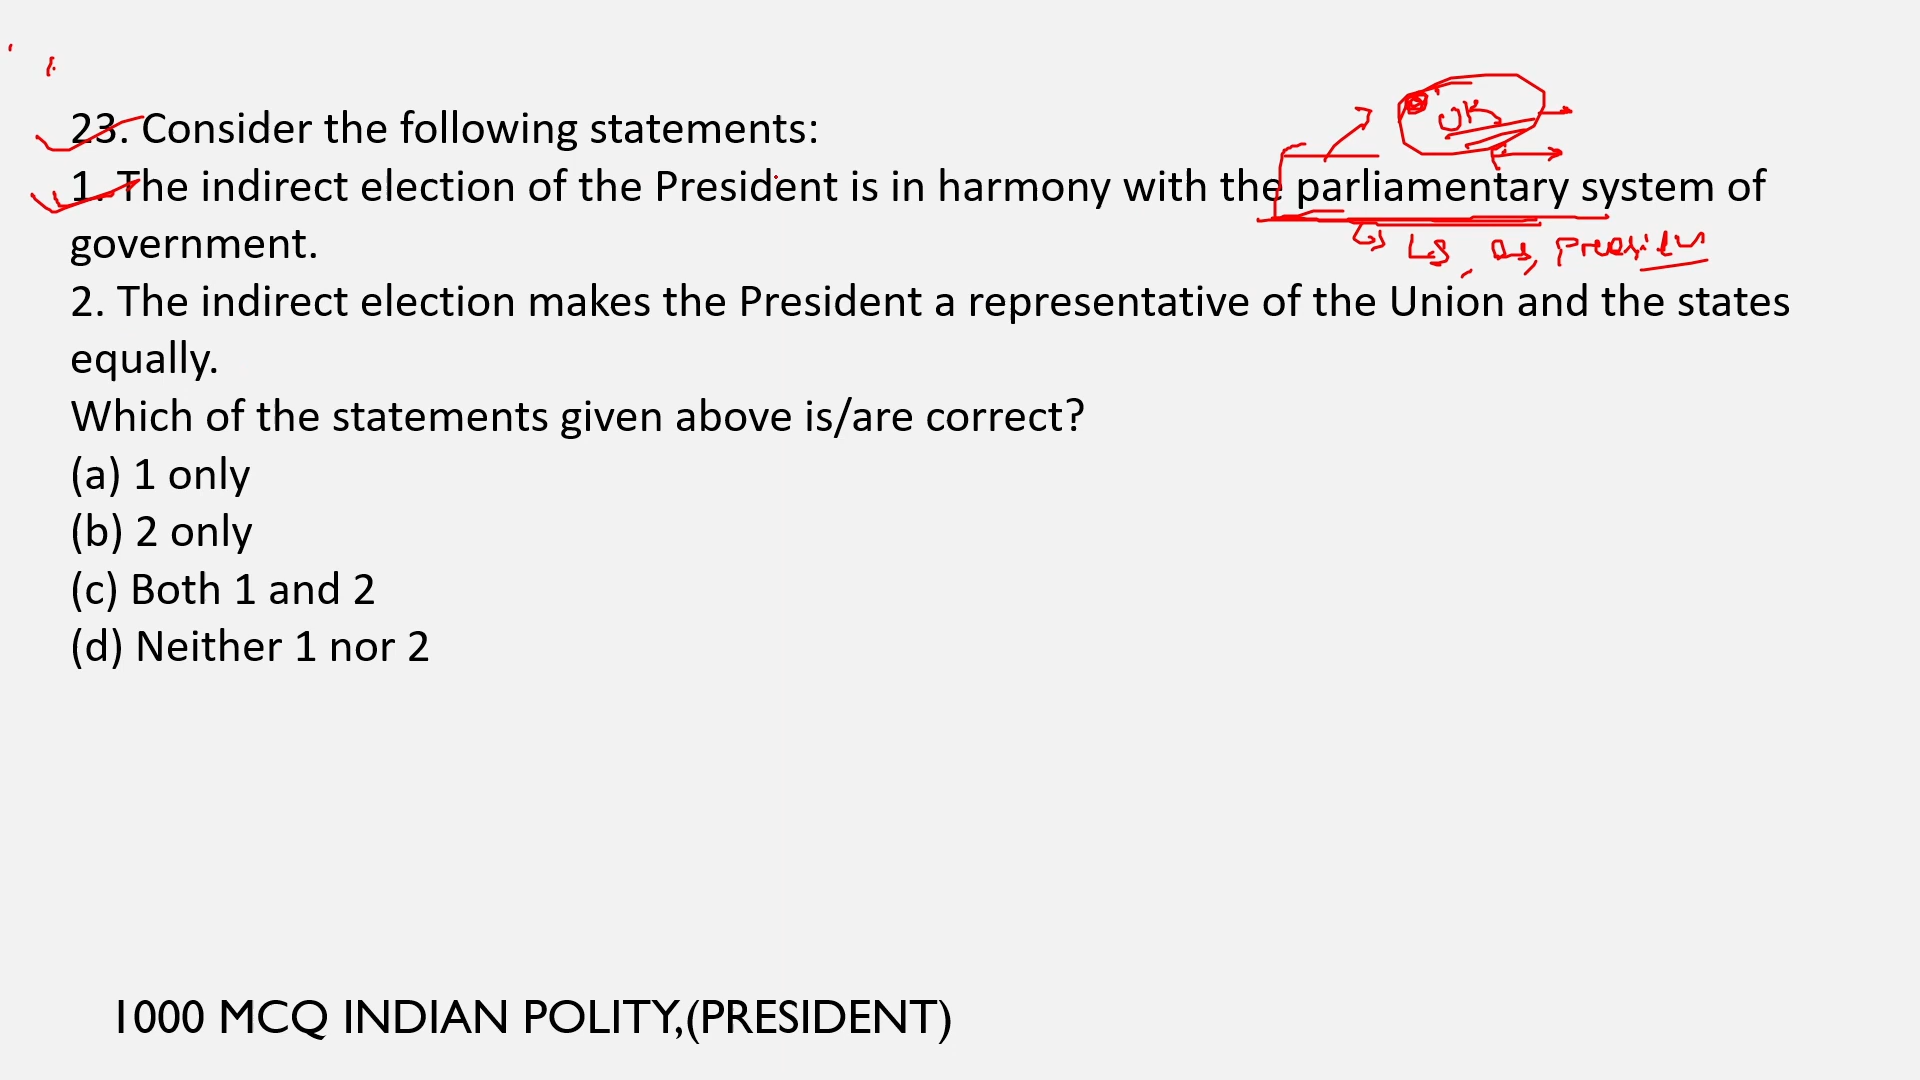 UK
23. Consider the following statements:
1. The indirect election of the President is in harmony with the parliamentary system of
government.
LS,
2. The indirect election makes the President a representative of the Union and the states
equally.
Which of the statements given above is/are correct?
(a) 1 only
(b) 2 only
(c) Both 1 and 2
(d) Neither 1 nor 2
1000 MCQ INDIAN POLITY,(PRESIDENT)